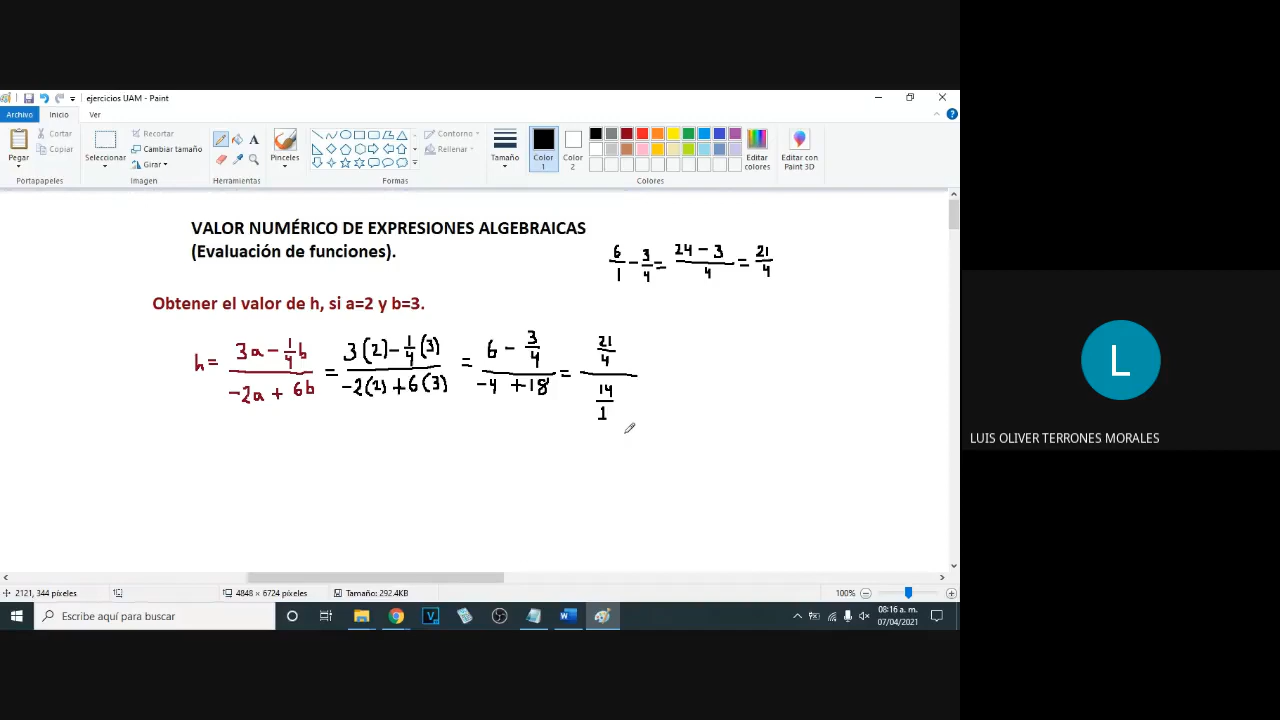 ejercicios UAM - Paint
Archivo Inicio Ver
Pegar
Cortar
Copiar
Portapapeles
Seleccionar
Recortar
Cambiar tamaño
Girar
Imagen
A
Herramientas
Pinceles
Contorno
Rellenar
Formas
Tamaño
Color 1
Color 2
Editar colores
Editar con Paint 3D
Colores
VALOR NUMÉRICO DE EXPRESIONES ALGEBRAICAS
(Evaluación de funciones).
6/1 - 3/4 = (24 - 3)/4 = 21/4
Obtener el valor de h, si a=2 y b=3.
h = (3a - 1/4 b)/(-2a + 6b) = (3(2) - 1/4(3))/(-2(2) + 6(3)) = (6 - 3/4)/(-4 + 18) = (21/4)/(14/1)
L
LUIS OLIVER TERRONES MORALES
2121, 344 píxeles
4848 × 6724 píxeles
Tamaño: 292.4KB
100%
Escribe aquí para buscar
08:16 a. m.
07/04/2021